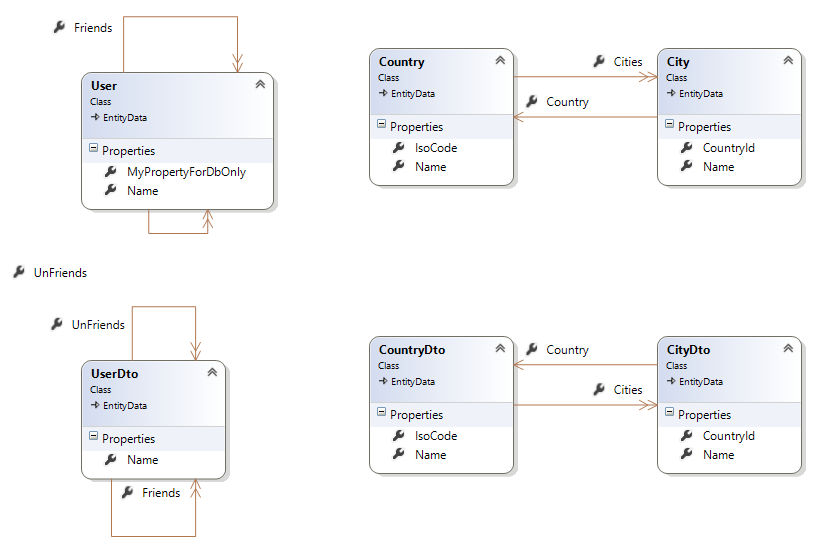 Friends
User
Class
EntityData
Properties
MyPropertyForDbOnly
Name
UnFriends
Country
Class
EntityData
Properties
IsoCode
Name
Cities
Country
City
Class
EntityData
Properties
CountryId
Name
UnFriends
UserDto
Class
EntityData
Properties
Name
Friends
CountryDto
Class
EntityData
Properties
IsoCode
Name
Country
Cities
CityDto
Class
EntityData
Properties
CountryId
Name